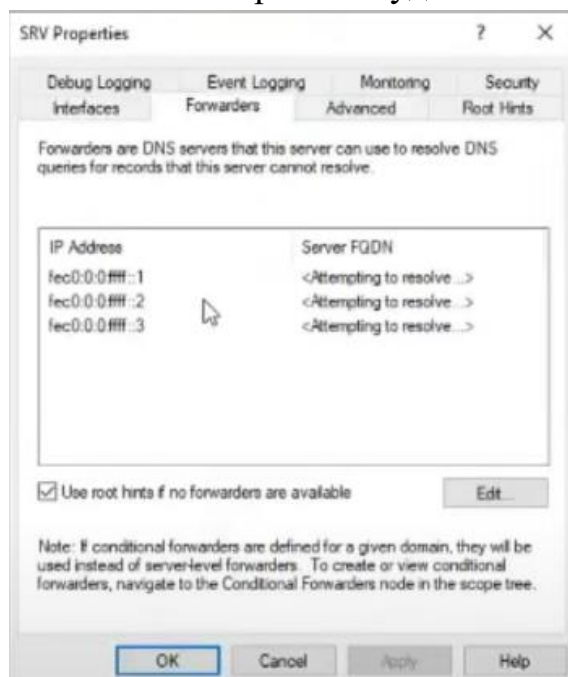 SRV Properties ? X
Debug Logging Event Logging Monitoring Security
Interfaces Forwarders Advanced Root Hints
Forwarders are DNS servers that this server can use to resolve DNS
queries for records that this server cannot resolve.
IP Address Server FQDN
fec0:0:0:ffff::1 <Attempting to resolve...>
fec0:0:0:ffff::2 <Attempting to resolve...>
fec0:0:0:ffff::3 <Attempting to resolve...>
Use root hints if no forwarders are available Edit...
Note: If conditional forwarders are defined for a given domain, they will be
used instead of server-level forwarders. To create or view conditional
forwarders, navigate to the Conditional Forwarders node in the scope tree.
OK Cancel Apply Help